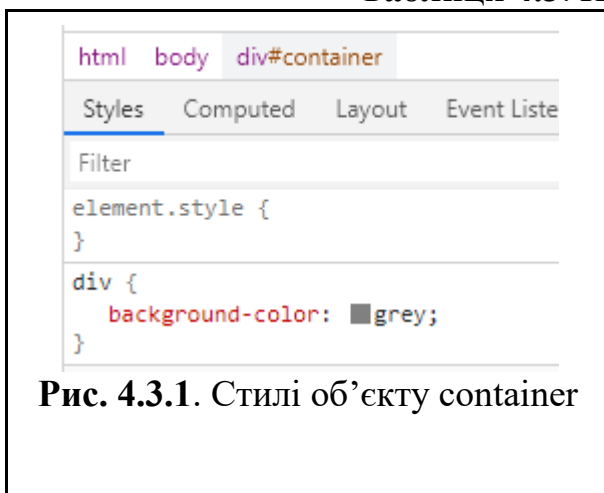 html body div#container
Styles Computed Layout Event Liste
Filter
element.style {
}
div {
background-color: grey;
}
Рис. 4.3.1. Стилі об’єкту container